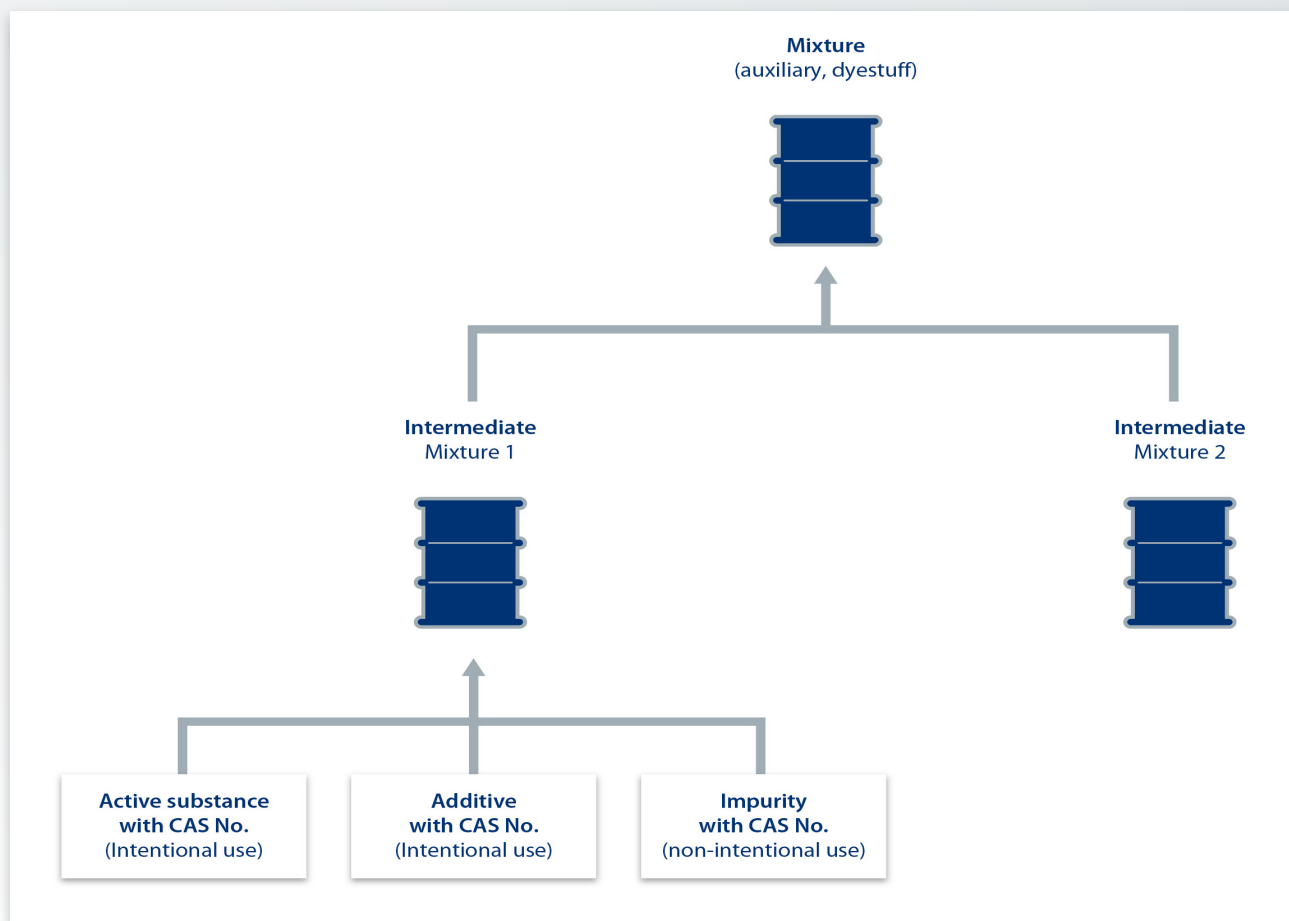 Mixture
(auxiliary, dyestuff)
Intermediate
Mixture 1
Intermediate
Mixture 2
Active substance
with CAS No.
(Intentional use)
Additive
with CAS No.
(Intentional use)
Impurity
with CAS No.
(non-intentional use)